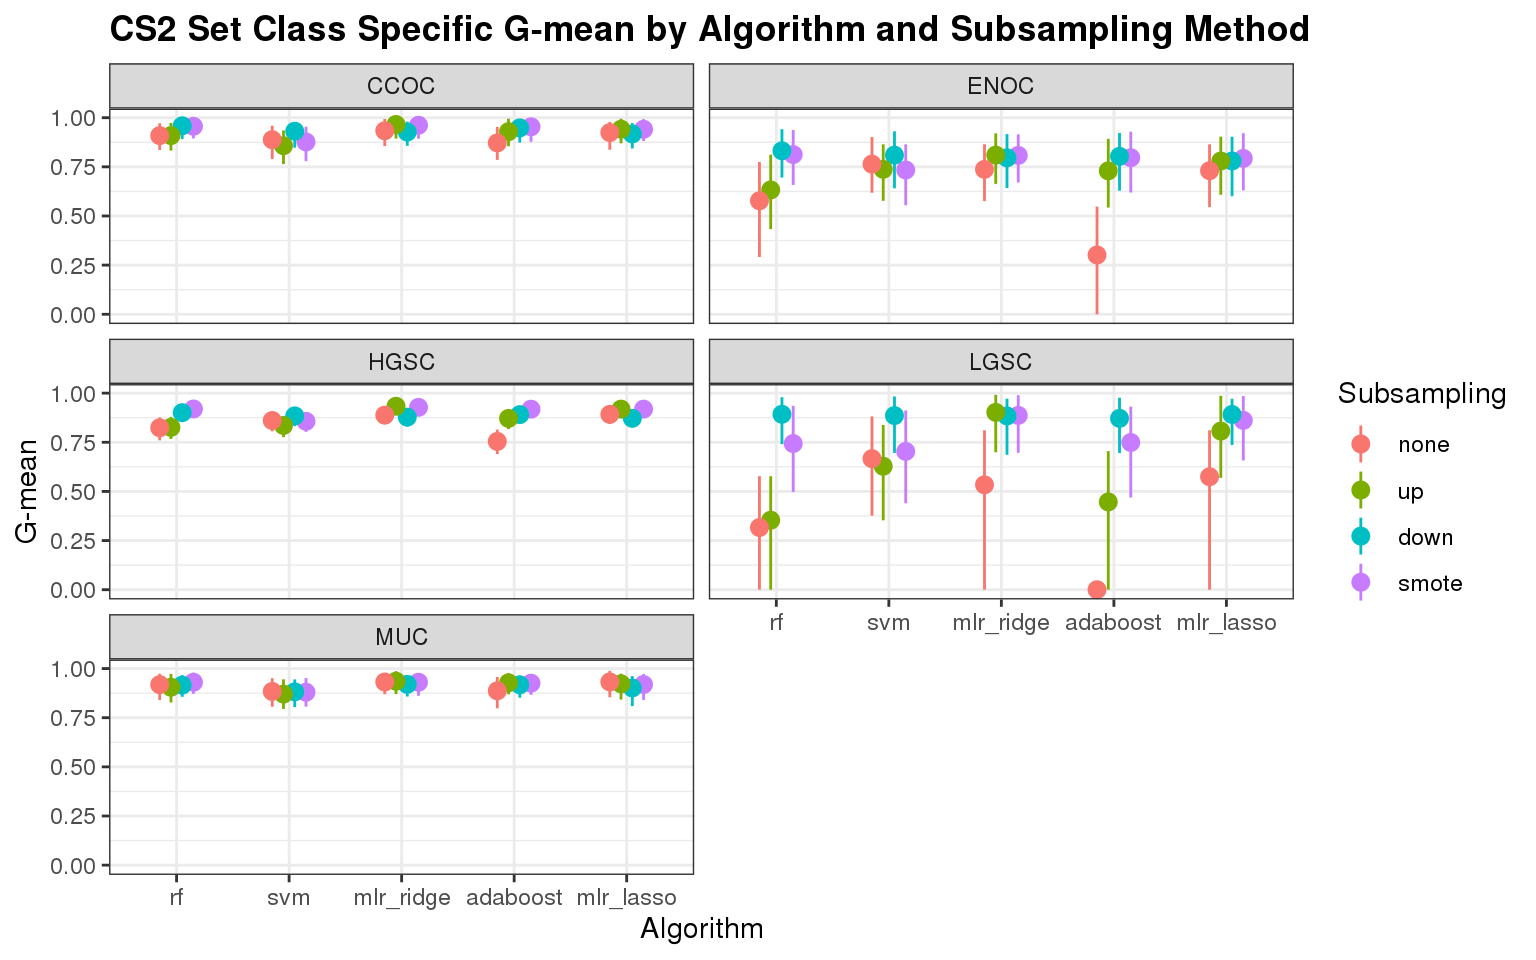 CS2 Set Class Specific G-mean by Algorithm and Subsampling Method
CCOC
ENOC
1.00
0.75
0.50
0.25
0.00
HGSC
LGSC
1.00
0.75
0.50
0.25
0.00
rf svm mlr_ridge adaboost mlr_lasso
MUC
1.00
0.75
0.50
0.25
0.00
rf svm mlr_ridge adaboost mlr_lasso
Algorithm
G-mean
Subsampling
none
up
down
smote